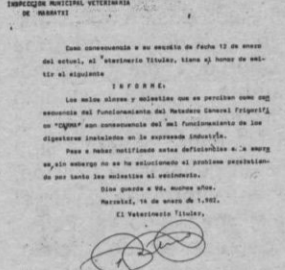 INSPECCION MUNICIPAL VETERINARIA
DE MARRATXI
Como consecuencia a su escrito de fecha 12 de enero
del actual, el Veterinario Titular, tiene el honor de emi-
tir el siguiente
I N F O R M E:
Los malos olores y molestias que se perciben como con
secuencia del funcionamiento del Matadero General Frigorífi
co "CARMA" son consecuencia del mal funcionamiento de los
digestores instalados en la expresada industria.
Pese a haber notificado estas deficiencias a la empre
sa, sin embargo no se ha solucionado el problema persistien-
do por tanto las molestias al vecindario.
Dios guarde a Vd. muchos años.
Marratxi, 14 de enero de 1.981.
El Veterinario Titular,